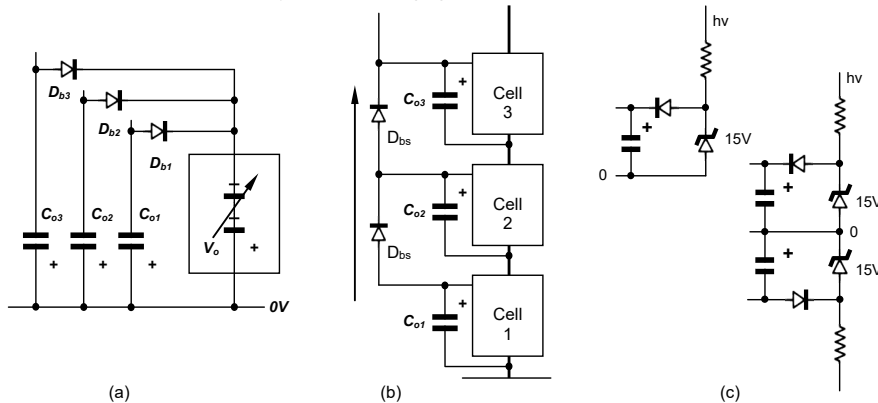 D_b3
D_b2
D_b1
C_o3
C_o2
C_o1
V_o
+
+
+
+
0V
(a)
C_o3
+
Cell
3
D_bs
C_o2
+
Cell
2
D_bs
C_o1
+
Cell
1
(b)
hv
+
15V
0
hv
+
15V
0
+
15V
(c)